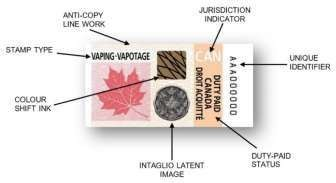 ANTI-COPY
LINE WORK
JURISDICTION
INDICATOR
STAMP TYPE
VAPING·VAPOTAGE
CAN
UNIQUE
IDENTIFIER
AAA000000
DUTY PAID
CANADA
DROIT ACQUITTÉ
COLOUR
SHIFT INK
INTAGLIO LATENT
IMAGE
DUTY-PAID
STATUS